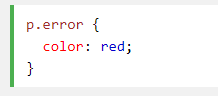 p.error {
  color: red;
}